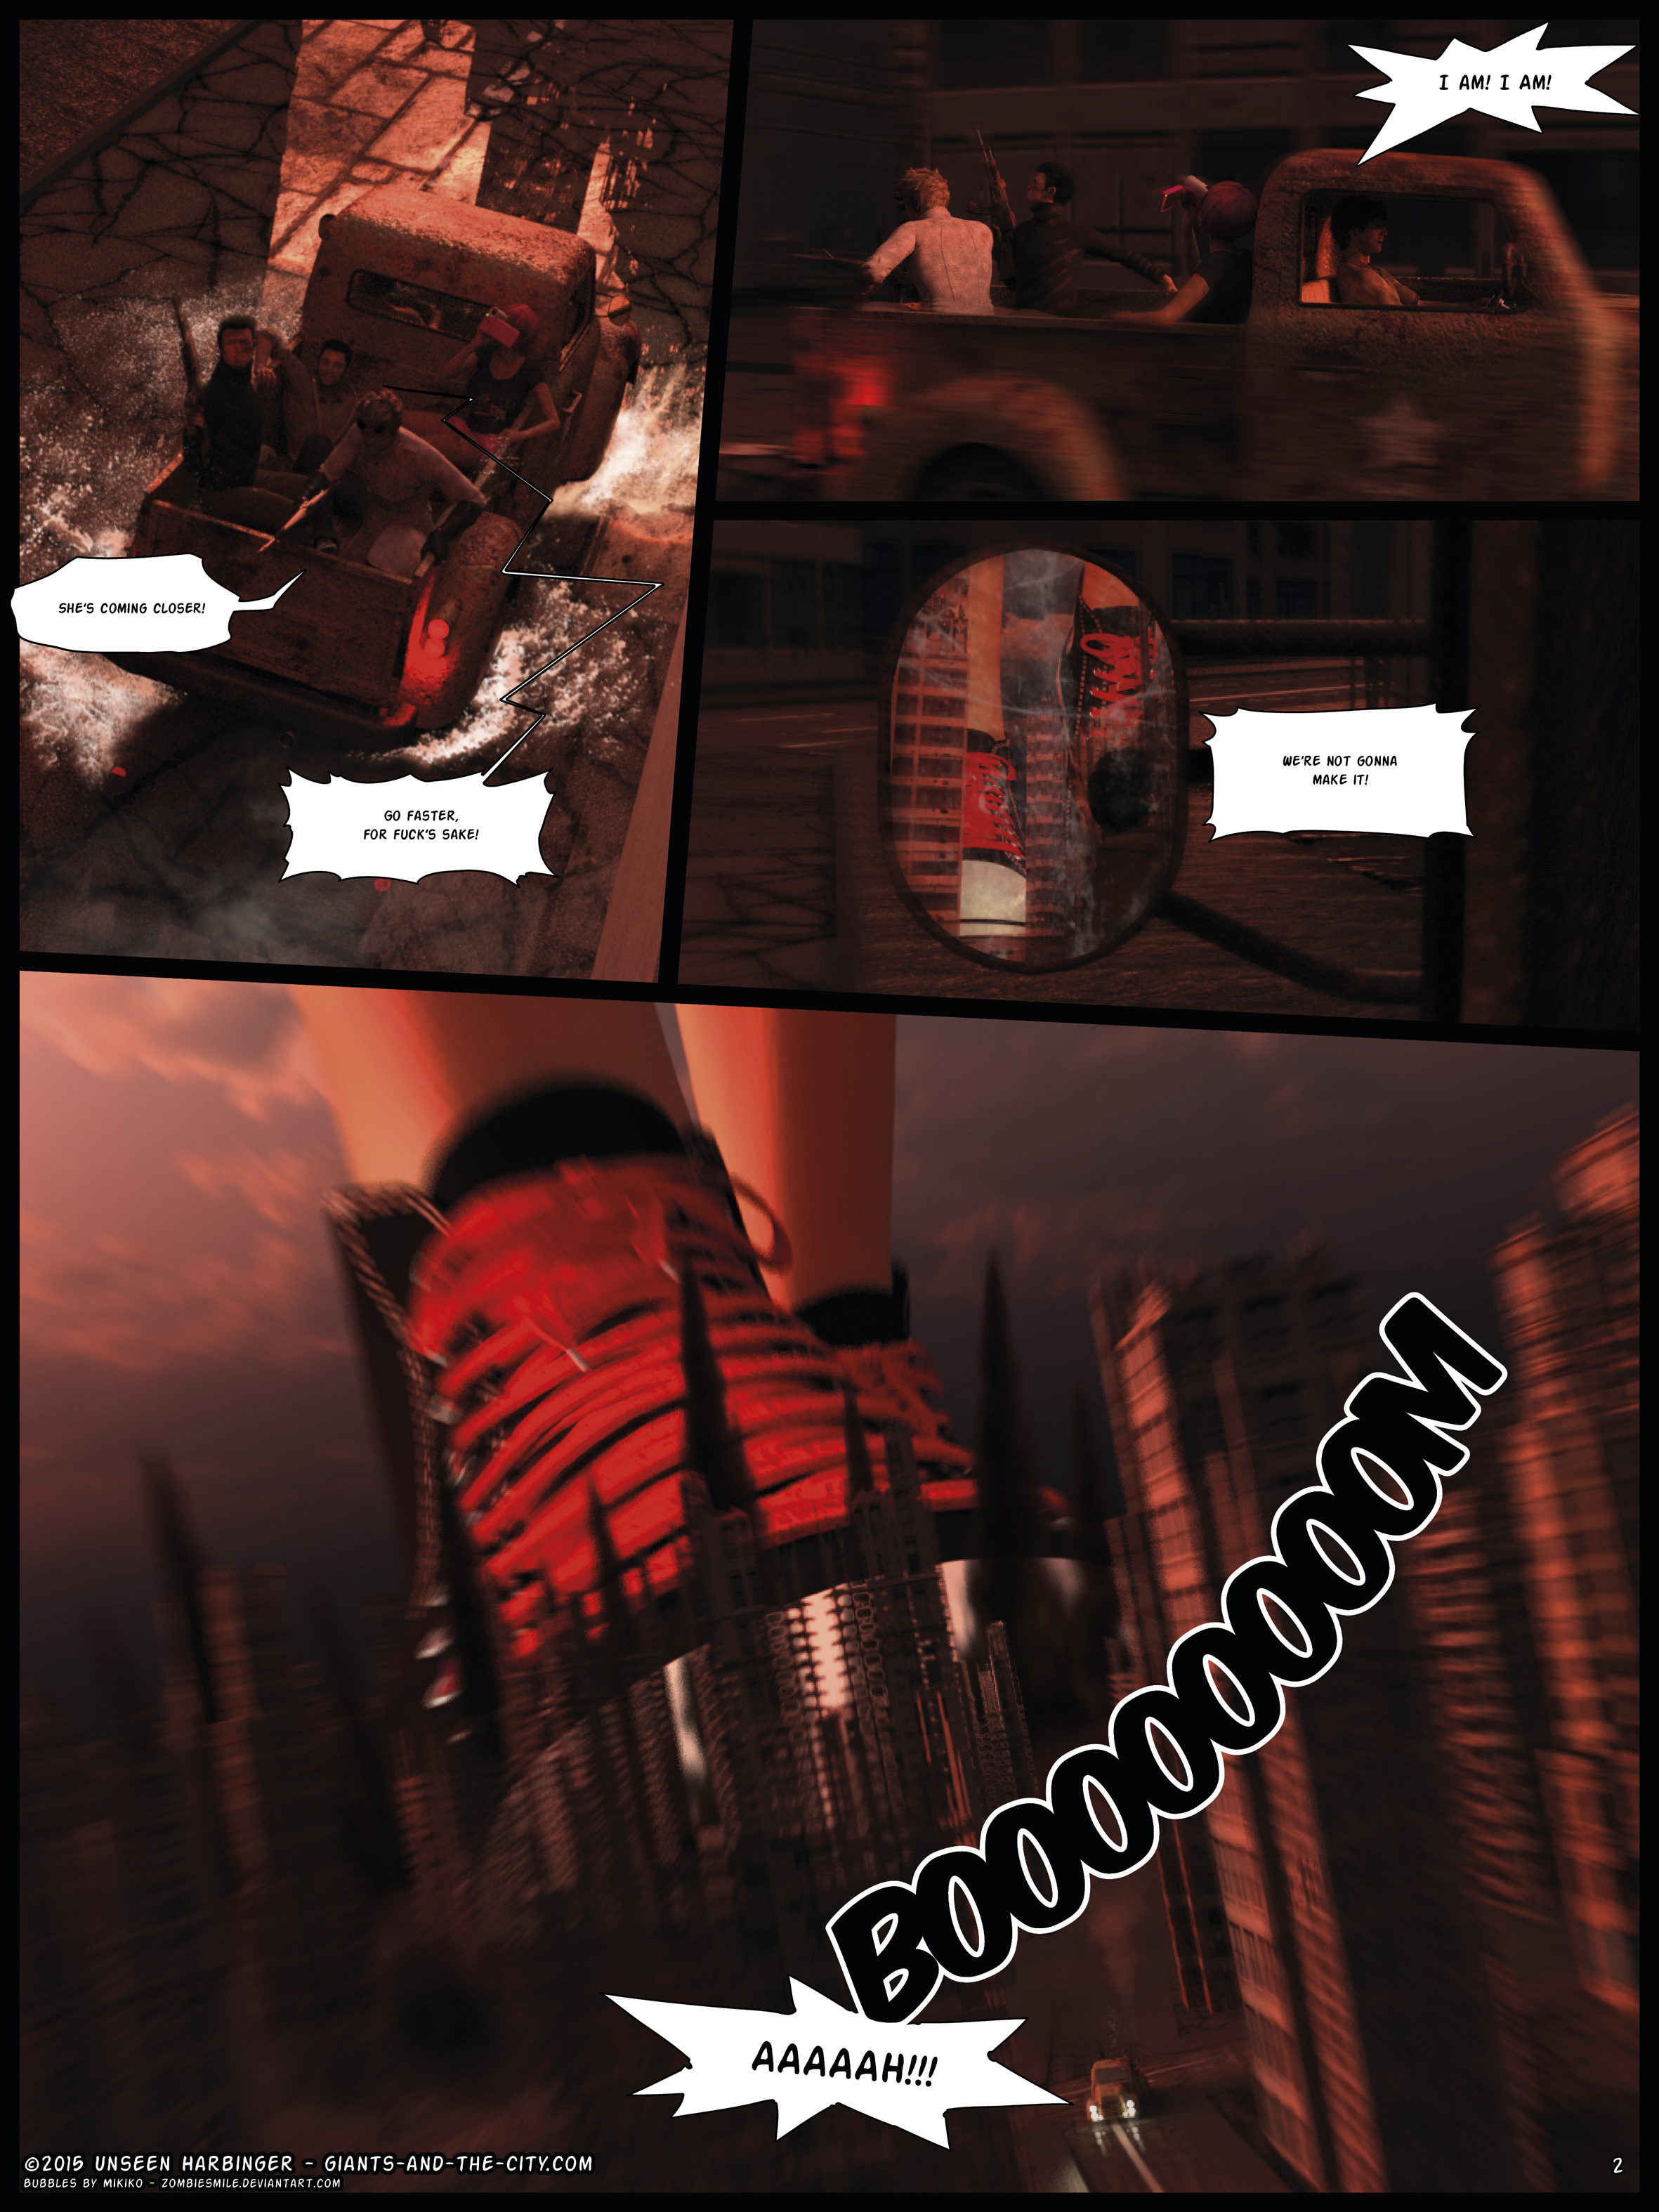 SHE'S COMING CLOSER!
GO FASTER,
FOR FUCK'S SAKE!
I AM! I AM!
WE'RE NOT GONNA
MAKE IT!
BOOOOOOOOM
AAAAAH!!!
©2015 UNSEEN HARBINGER - GIANTS-AND-THE-CITY.COM
BUBBLES BY MIKIKO - ZOMBIESMILE.DEVIANTART.COM
2